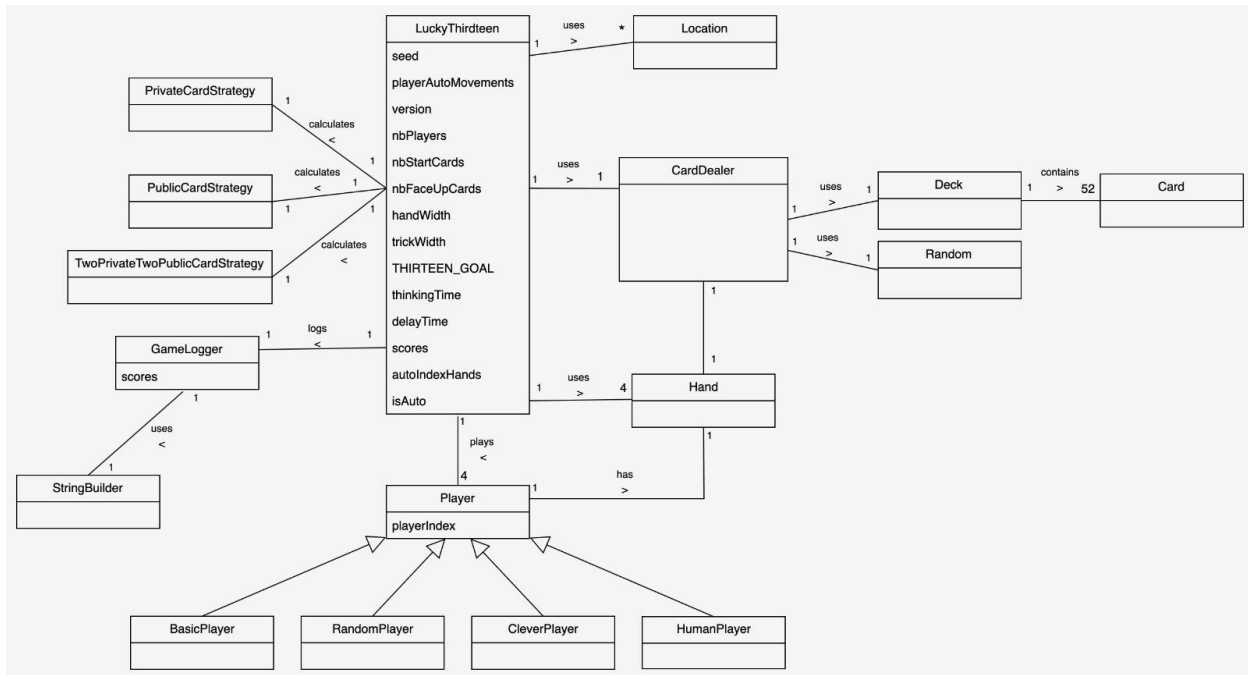 LuckyThirdteen
seed
playerAutoMovements
version
nbPlayers
nbStartCards
nbFaceUpCards
handWidth
trickWidth
THIRTEEN_GOAL
thinkingTime
delayTime
scores
autoIndexHands
isAuto
1
uses
>
*
Location
PrivateCardStrategy
1
calculates
<
1
PublicCardStrategy
1
calculates
<
1
TwoPrivateTwoPublicCardStrategy
1
calculates
<
1
1
uses
>
1
CardDealer
1
uses
>
1
Deck
1
contains
>
52
Card
1
uses
>
1
Random
GameLogger
scores
1
logs
<
1
1
uses
<
1
StringBuilder
1
1
1
uses
>
4
Hand
1
1
plays
<
4
Player
playerIndex
1
has
>
BasicPlayer
RandomPlayer
CleverPlayer
HumanPlayer